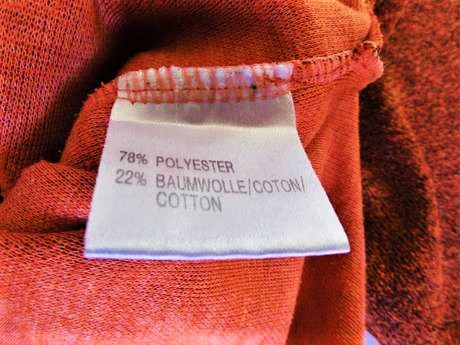 78% POLYESTER
22% BAUMWOLLE/COTON/
COTTON